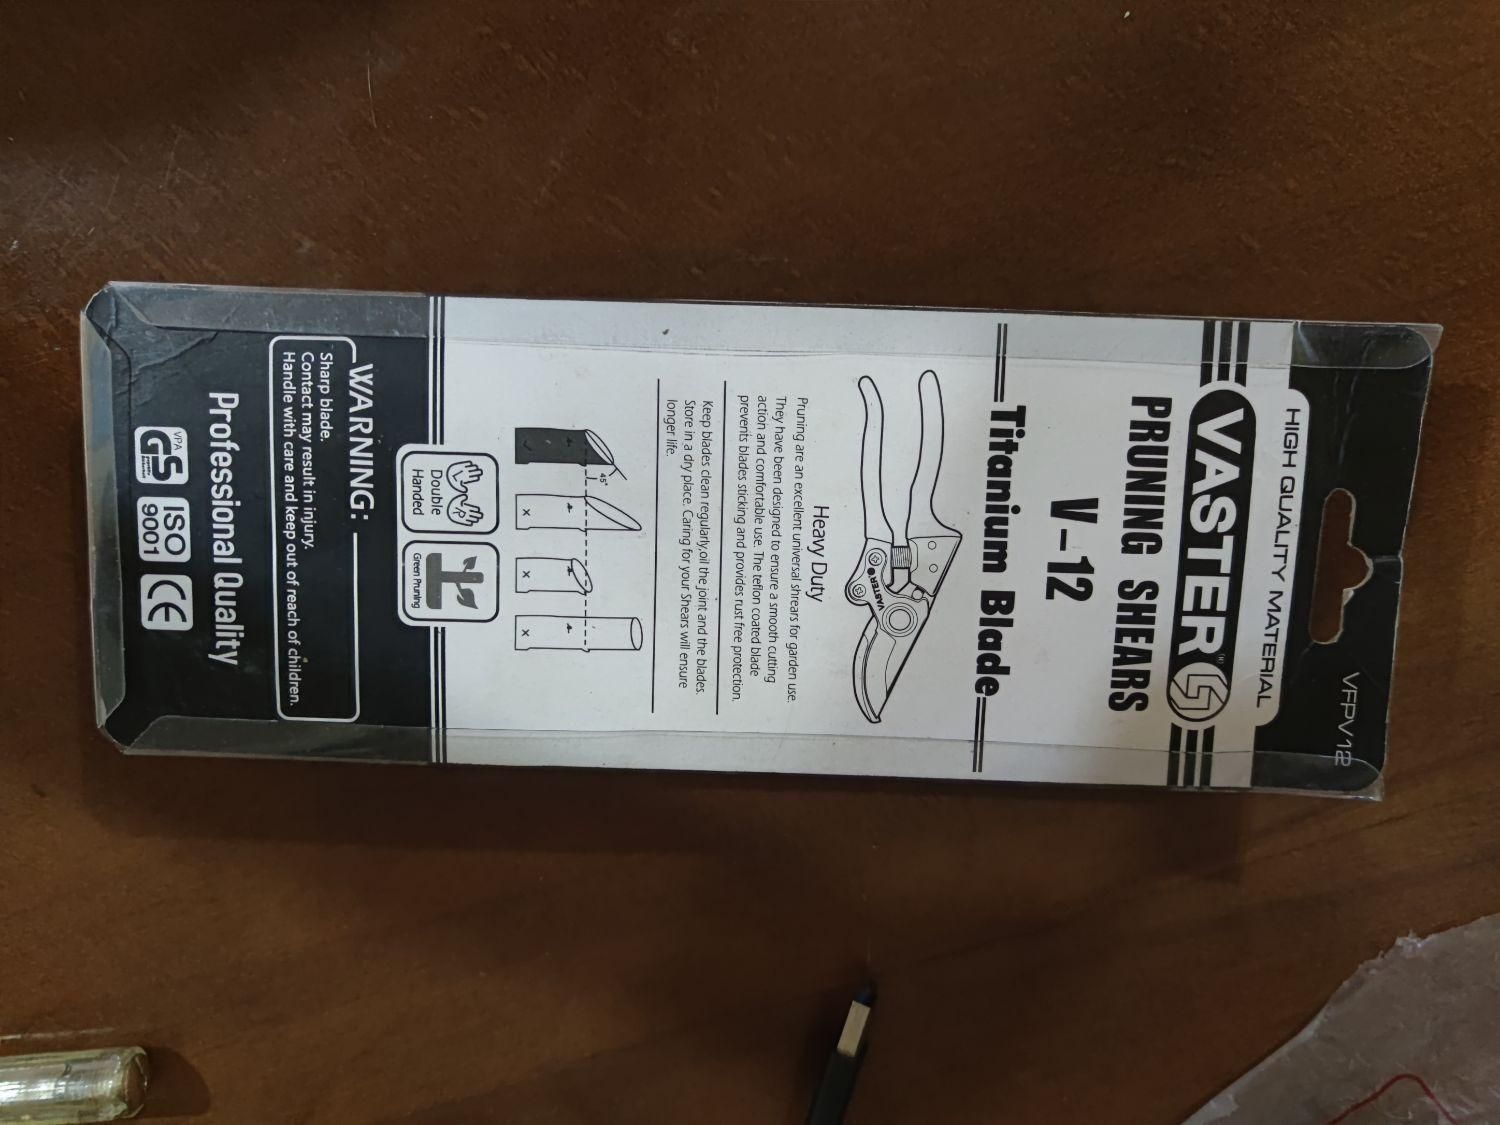 VFPV12
HIGH QUALITY MATERIAL
VASTER®
PRUNING SHEARS
V-12
Titanium Blade
VASTER®
Heavy Duty
Pruning are an excellent universal shrears for garden use.
They have been designed to ensure a smooth cutting
action and comfortable use. The teflon coated blade
prevents blades sticking and provides rust free protection.
Keep blades clean regularly,oil the joint and the blades.
Store in a dry place. Caring for your Shears will ensure
longer life.
45°
x x x
Double
Handed
Green Pruning
WARNING:
Sharp blade.
Contact may result in injury.
Handle with care and keep out of reach of children.
Professional Quality
VPA
GS
ISO
9001
CE